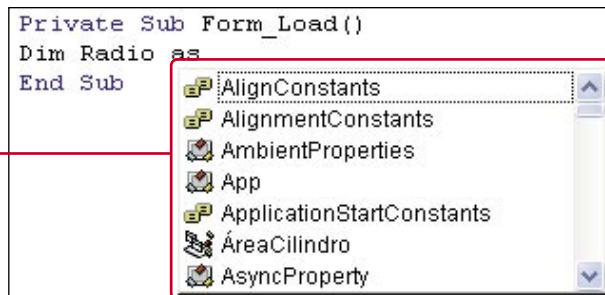 Private Sub Form_Load()
Dim Radio as
End Sub
AlignConstants
AlignmentConstants
AmbientProperties
App
ApplicationStartConstants
ÁreaCilindro
AsyncProperty